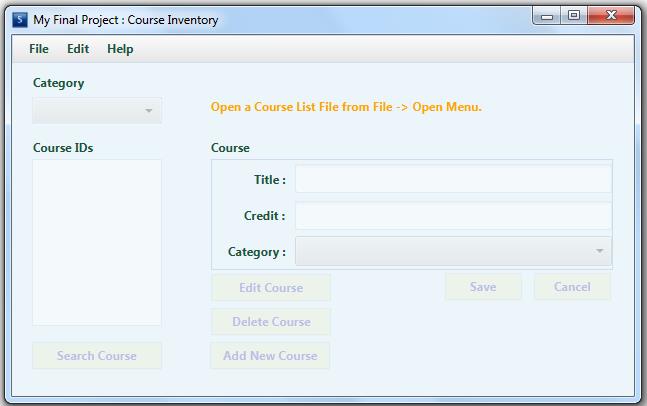 S My Final Project : Course Inventory
File Edit Help
Category
Open a Course List File from File -> Open Menu.
Course IDs
Course
Title :
Credit :
Category :
Edit Course
Save
Cancel
Delete Course
Search Course
Add New Course